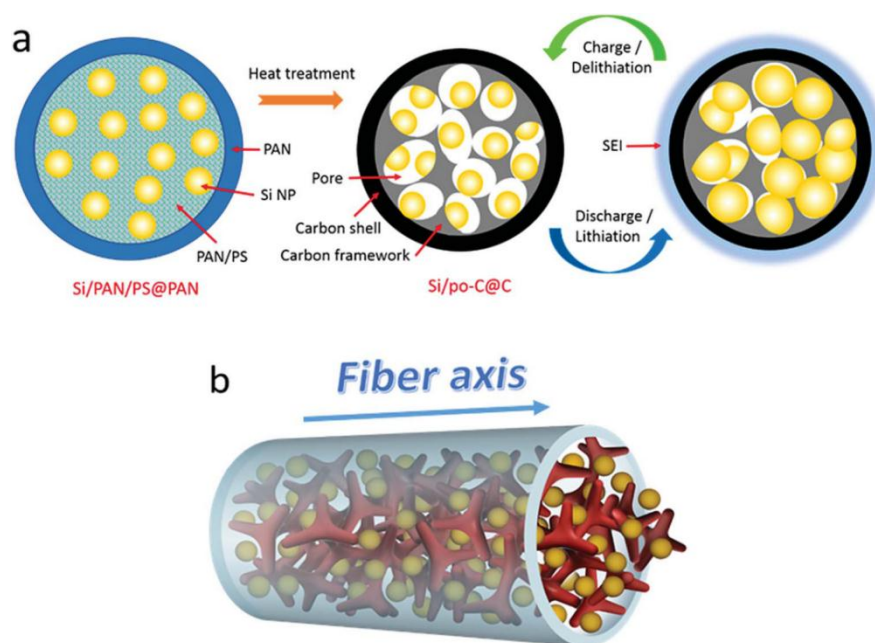 a
Heat treatment
PAN
Si NP
PAN/PS
Si/PAN/PS@PAN
Pore
Carbon shell
Carbon framework
Si/po-C@C
Charge /
Delithiation
SEI
Discharge /
Lithiation
b
Fiber axis